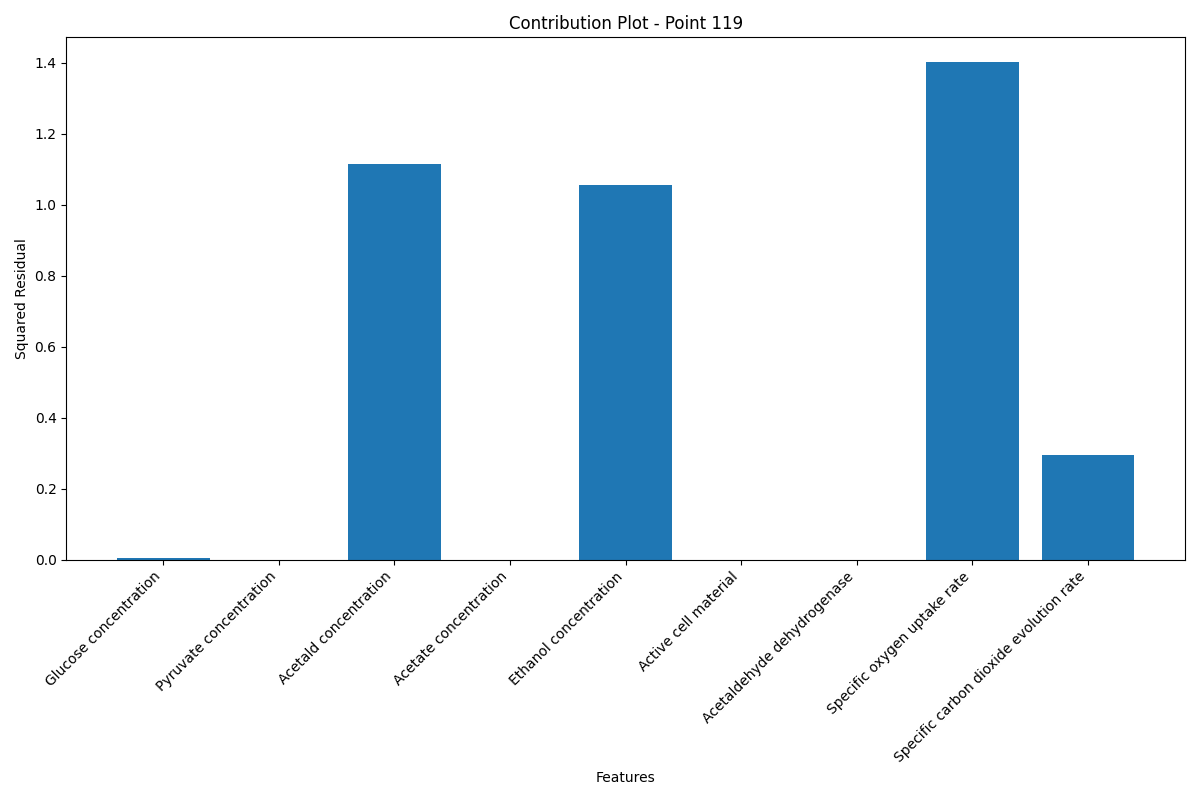 Contribution Plot - Point 119
Squared Residual
1.4
1.2
1.0
0.8
0.6
0.4
0.2
0.0
Glucose concentration
Pyruvate concentration
Acetald concentration
Acetate concentration
Ethanol concentration
Active cell material
Acetaldehyde dehydrogenase
Specific oxygen uptake rate
Specific carbon dioxide evolution rate
Features